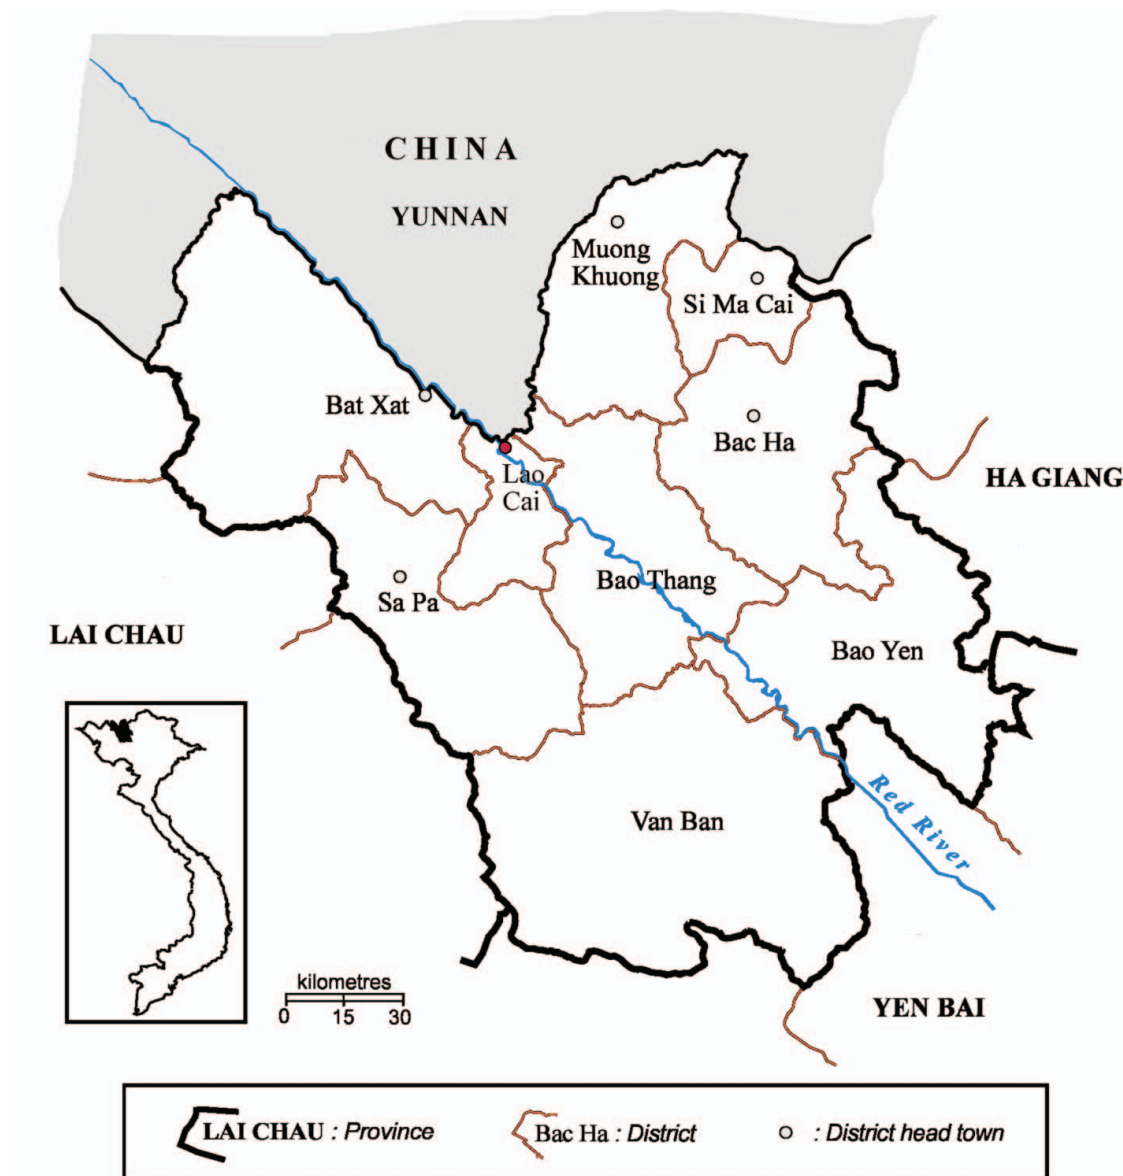 CHINA
YUNNAN
Muong
Khuong
Si Ma Cai
Bat Xat
Bac Ha
Lao
Cai
HA GIANG
Bao Thang
Sa Pa
LAI CHAU
Bao Yen
Red River
Van Ban
kilometres
0 15 30
YEN BAI
LAI CHAU : Province
Bac Ha : District
: District head town